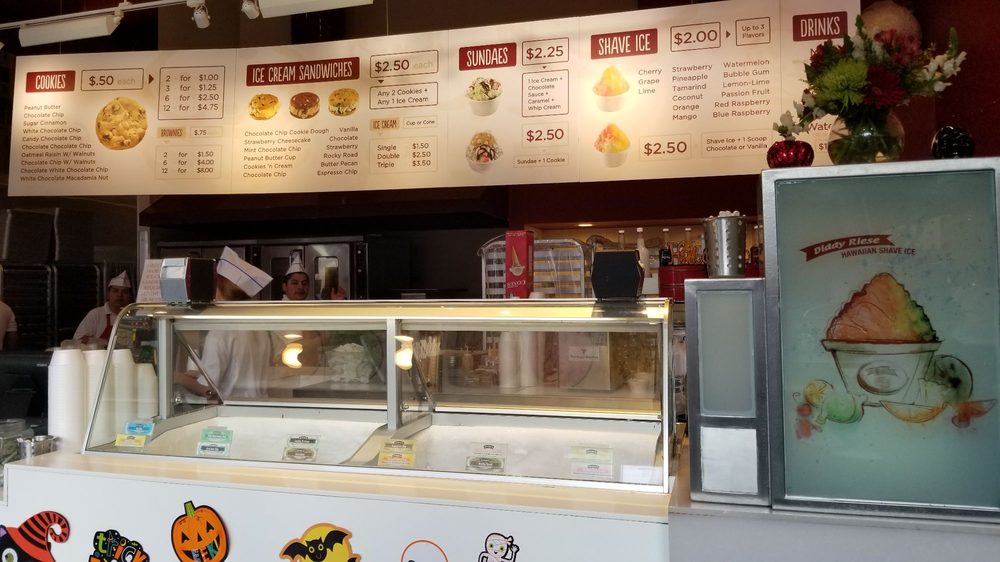 COOKIES
$.50 each
2 for $1.00
3 for $1.25
6 for $2.50
12 for $4.75
Peanut Butter
Chocolate Chip
Sugar Cinnamon
White Chocolate Chip
Candy Chocolate Chip
Chocolate Chocolate Chip
Oatmeal Raisin W/ Walnuts
Chocolate Chip W/ Walnuts
Chocolate White Chocolate Chip
White Chocolate Macadamia Nut
BROWNIES $.75
2 for $1.50
6 for $4.00
12 for $8.00
ICE CREAM SANDWICHES
$2.50 each
Any 2 Cookies +
Any 1 Ice Cream
Chocolate Chip Cookie Dough
Strawberry Cheesecake
Mint Chocolate Chip
Peanut Butter Cup
Cookies 'n Cream
Chocolate Chip
Vanilla
Chocolate
Strawberry
Rocky Road
Butter Pecan
Espresso Chip
ICE CREAM Cup or Cone
Single $1.50
Double $2.50
Triple $3.50
SUNDAES
$2.25
1 Ice Cream +
Chocolate
Sauce +
Caramel +
Whip Cream
$2.50
Sundae + 1 Cookie
SHAVE ICE
$2.00
Up to 3
Flavors
Cherry
Grape
Lime
Strawberry
Pineapple
Tamarind
Coconut
Orange
Mango
Watermelon
Bubble Gum
Lemon-Lime
Passion Fruit
Red Raspberry
Blue Raspberry
$2.50
Shave Ice + 1 Scoop
Chocolate or Vanilla
DRINKS
Diddy Riese
HAWAIIAN SHAVE ICE